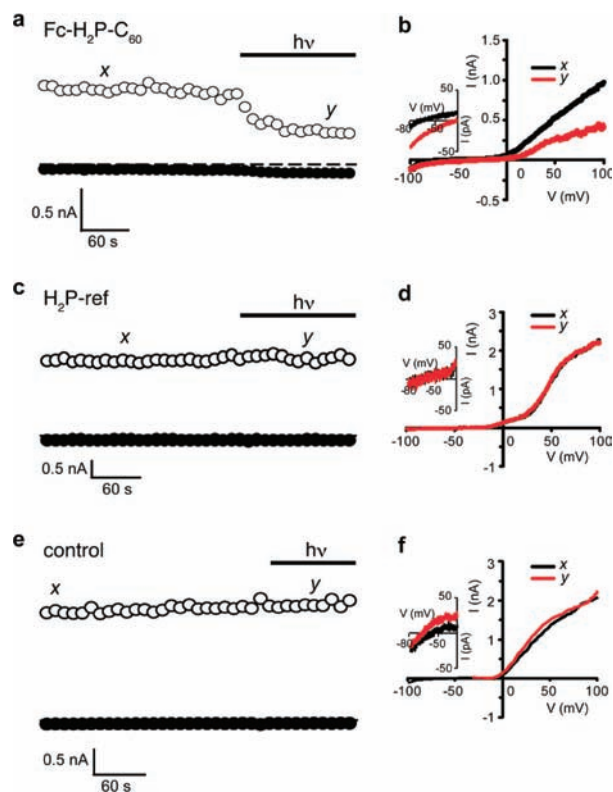 a Fc-H₂P-C₆₀
hν
x
y
0.5 nA
60 s
b
x
y
I (nA)
1.5
1.0
0.5
-0.5
-100 -50 0 50 100
V (mV)
V (mV)
50
-80
-50
-50
I (pA)
c H₂P-ref
hν
x
y
0.5 nA
60 s
d
x
y
I (nA)
3
2
1
-1
-100 -50 0 50 100
V (mV)
V (mV)
50
-80
-50
-50
I (pA)
e control
hν
x
y
0.5 nA
60 s
f
x
y
I (nA)
3
2
1
-1
-100 -50 0 50 100
V (mV)
V (mV)
50
-80
-50
-50
I (pA)